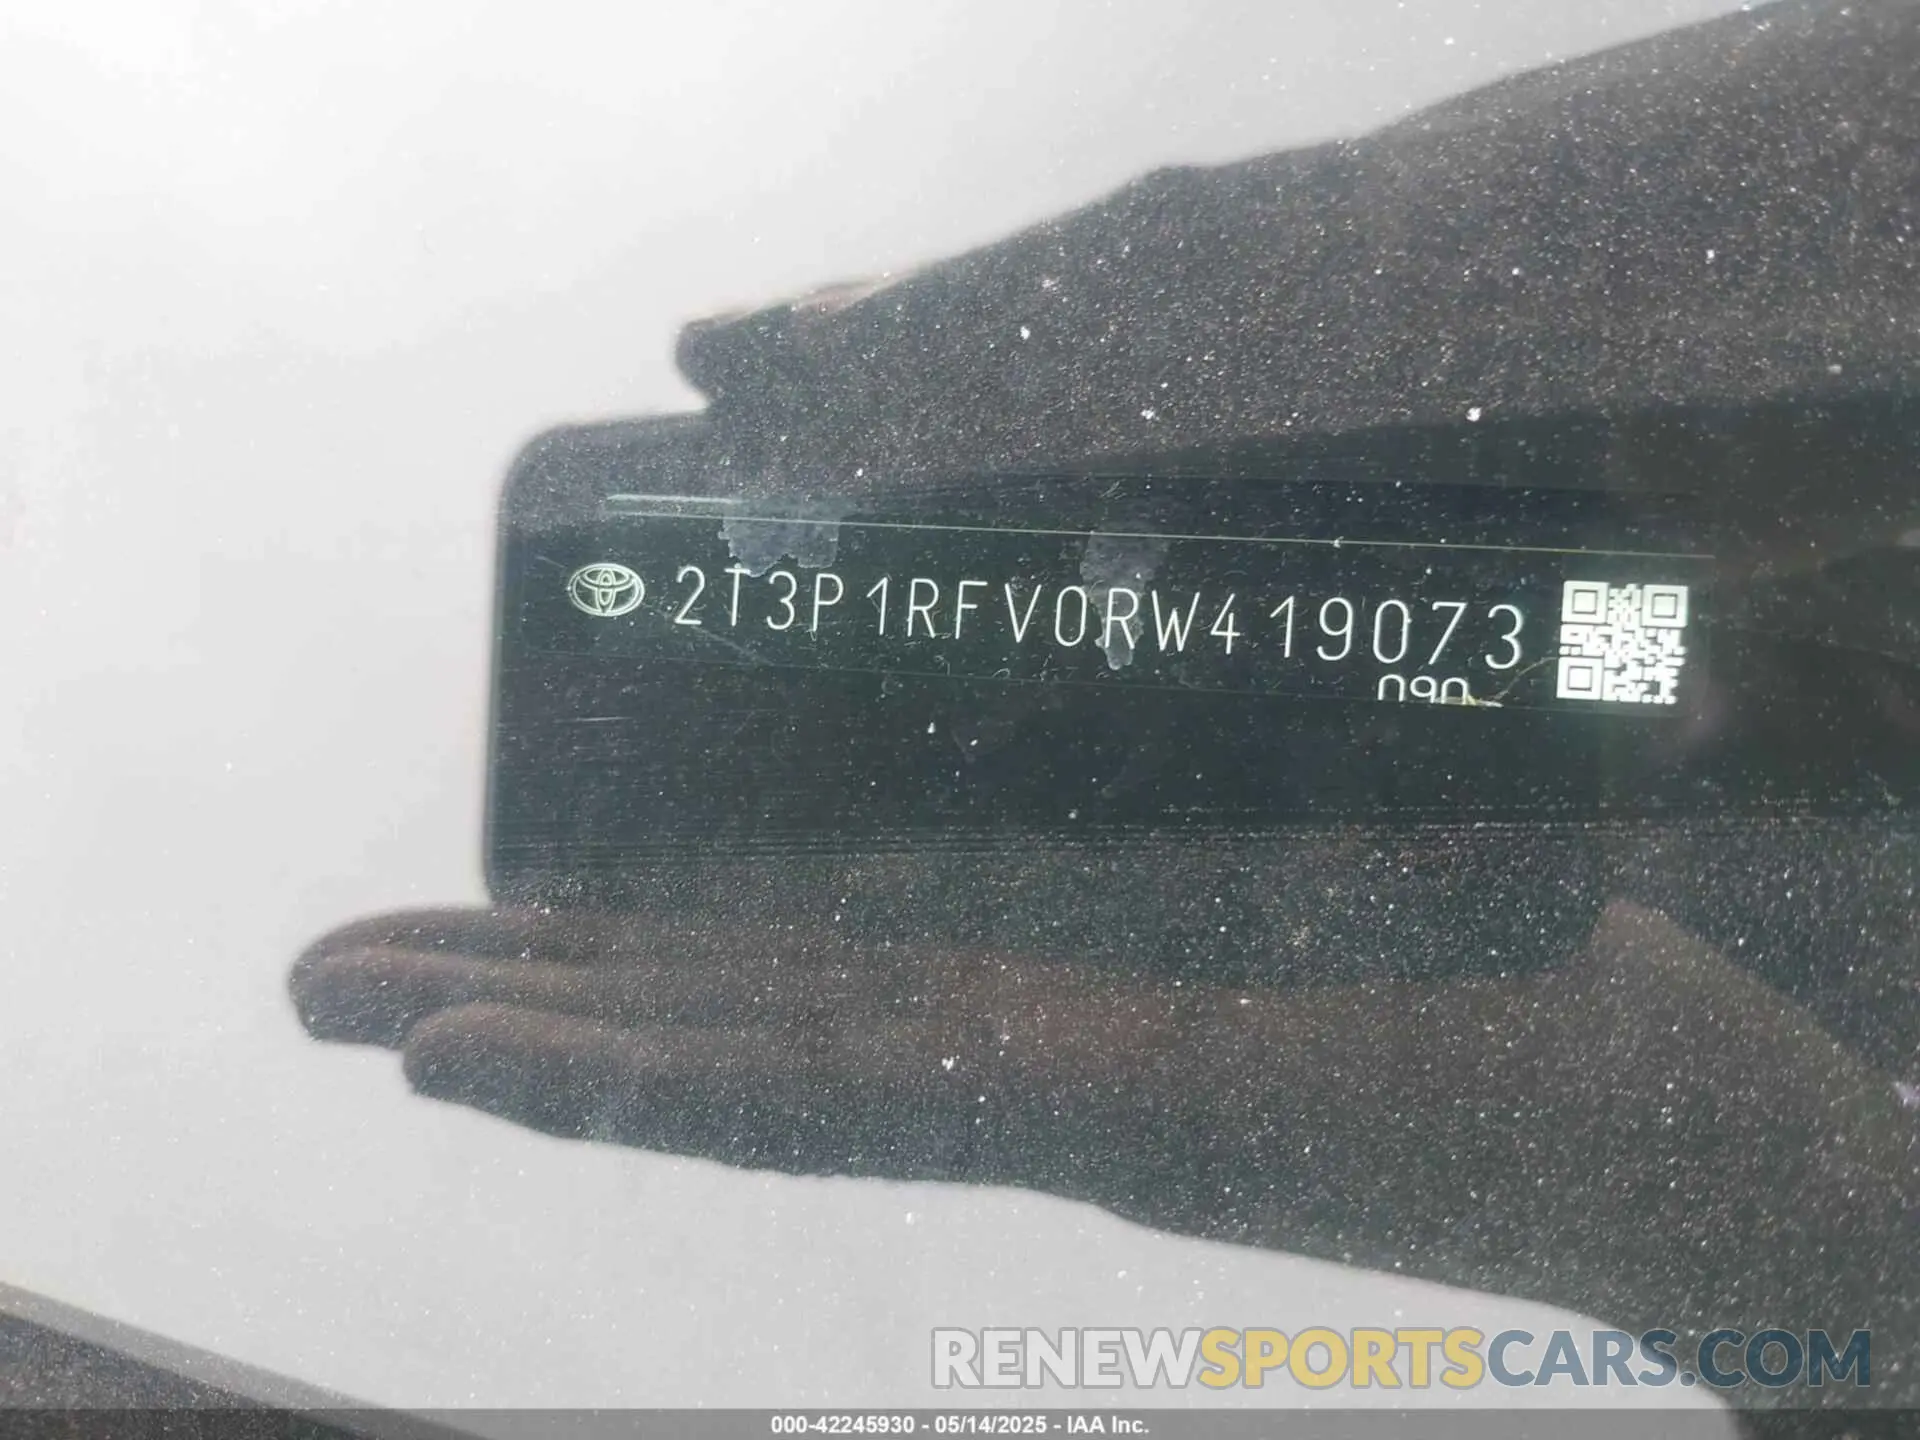 2T3P1RFV0RW419073
090
RENEWSPORTSCARS.COM
000-42245930 - 05/14/2025 - IAA Inc.